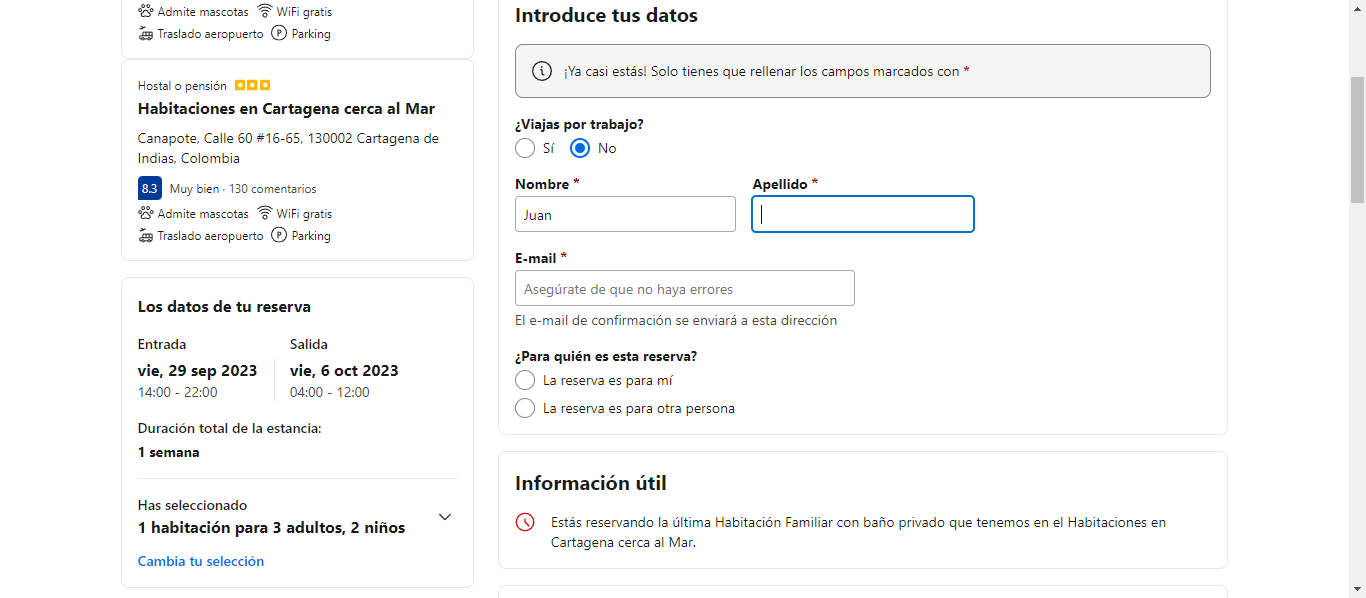 Admite mascotas WiFi gratis
Traslado aeropuerto P Parking
Hostal o pensión
Habitaciones en Cartagena cerca al Mar
Canapote, Calle 60 #16-65, 130002 Cartagena de
Indias, Colombia
8.3 Muy bien · 130 comentarios
Admite mascotas WiFi gratis
Traslado aeropuerto P Parking
Los datos de tu reserva
Entrada Salida
vie, 29 sep 2023 vie, 6 oct 2023
14:00 - 22:00 04:00 - 12:00
Duración total de la estancia:
1 semana
Has seleccionado
1 habitación para 3 adultos, 2 niños
Cambia tu selección
Introduce tus datos
¡Ya casi estás! Solo tienes que rellenar los campos marcados con *
¿Viajas por trabajo?
Sí No
Nombre * Apellido *
Juan
E-mail *
Asegúrate de que no haya errores
El e-mail de confirmación se enviará a esta dirección
¿Para quién es esta reserva?
La reserva es para mí
La reserva es para otra persona
Información útil
Estás reservando la última Habitación Familiar con baño privado que tenemos en el Habitaciones en
Cartagena cerca al Mar.